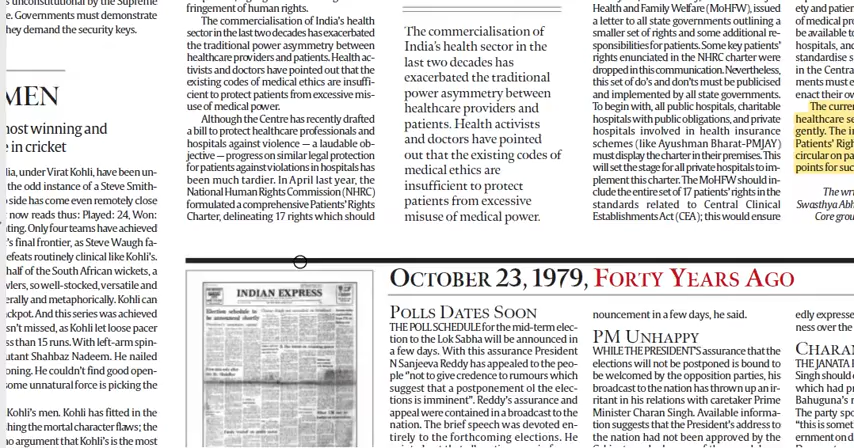 s unconstitutional by the Supreme
e. Governments must demonstrate
they demand the security keys.
MEN
most winning and
e in cricket
dia, under Virat Kohli, have been un-
the odd instance of a Steve Smith-
o side has come even remotely close
now reads thus: Played: 24, Won:
ating. Only four teams have achieved
's final frontier, as Steve Waugh fa-
efeats routinely clinical like Kohli's.
half of the South African wickets, a
wlers, so well-stocked, versatile and
erally and metaphorically. Kohli can
ackpot. And this series was achieved
sn't missed, as Kohli let loose pacer
ss than 15 runs. With left-arm spin-
utant Shahbaz Nadeem. He nailed
oning. He couldn't find good open-
some unnatural force is picking the
Kohli's men. Kohli has fitted in the
shing the mortal character flaws; the
no argument that Kohli's is the most
fringement of human rights.
The commercialisation of India's health
sector in the last two decades has exacerbated
the traditional power asymmetry between
healthcare providers and patients. Health ac-
tivists and doctors have pointed out that the
existing codes of medical ethics are insuffi-
cient to protect patients from excessive mis-
use of medical power.
Although the Centre has recently drafted
a bill to protect healthcare professionals and
hospitals against violence — a laudable ob-
jective — progress on similar legal protection
for patients against violations in hospitals has
been much tardier. In April last year, the
National Human Rights Commission (NHRC)
formulated a comprehensive Patients' Rights
Charter, delineating 17 rights which should
The commercialisation of
India's health sector in the
last two decades has
exacerbated the traditional
power asymmetry between
healthcare providers and
patients. Health activists
and doctors have pointed
out that the existing codes of
medical ethics are
insufficient to protect
patients from excessive
misuse of medical power.
Health and Family Welfare (MoHFW), issued
a letter to all state governments outlining a
smaller set of rights and some additional re-
sponsibilities for patients. Some key patients'
rights enunciated in the NHRC charter were
dropped in this communication. Nevertheless,
this set of do's and don'ts must be publicised
and implemented by all state governments.
To begin with, all public hospitals, charitable
hospitals with public obligations, and private
hospitals involved in health insurance
schemes (like Ayushman Bharat-PMJAY)
must display the charter in their premises. This
will set the stage for all private hospitals to im-
plement this charter. The MoHFW should in-
clude the entire set of 17 patients' rights in the
standards related to Central Clinical
Establishments Act (CEA); this would ensure
ety and patien
of medical pro
be available to
hospitals, and
standardise s
in the Centra
ments must e
enact their ov
The curre
healthcare se
gently. The in
Patients' Righ
circular on pa
points for suc
The wri
Swasthya Abh
Core grou
INDIAN EXPRESS
Election schedule to
be announced shortly
OCTOBER 23, 1979, FORTY YEARS AGO
POLLS DATES SOON
THE POLL SCHEDULE for the mid-term elec-
tion to the Lok Sabha will be announced in
a few days. With this assurance President
N Sanjeeva Reddy has appealed to the peo-
ple "not to give credence to rumours which
suggest that a postponement of the elec-
tions is imminent". Reddy's assurance and
appeal were contained in a broadcast to the
nation. The brief speech was devoted en-
tirely to the forthcoming elections. He
nouncement in a few days, he said.
PM UNHAPPY
WHILE THE PRESIDENT'S assurance that the
elections will not be postponed is bound to
be welcomed by the opposition parties, his
broadcast to the nation has thrown up an ir-
ritant in his relations with caretaker Prime
Minister Charan Singh. Available informa-
tion suggests that the President's address to
the nation had not been approved by the
edly expresse
ness over the
CHARAN
THE JANATA P
Singh should c
which had pr
Bahuguna's r
The party spo
"this is somet
ernment onto